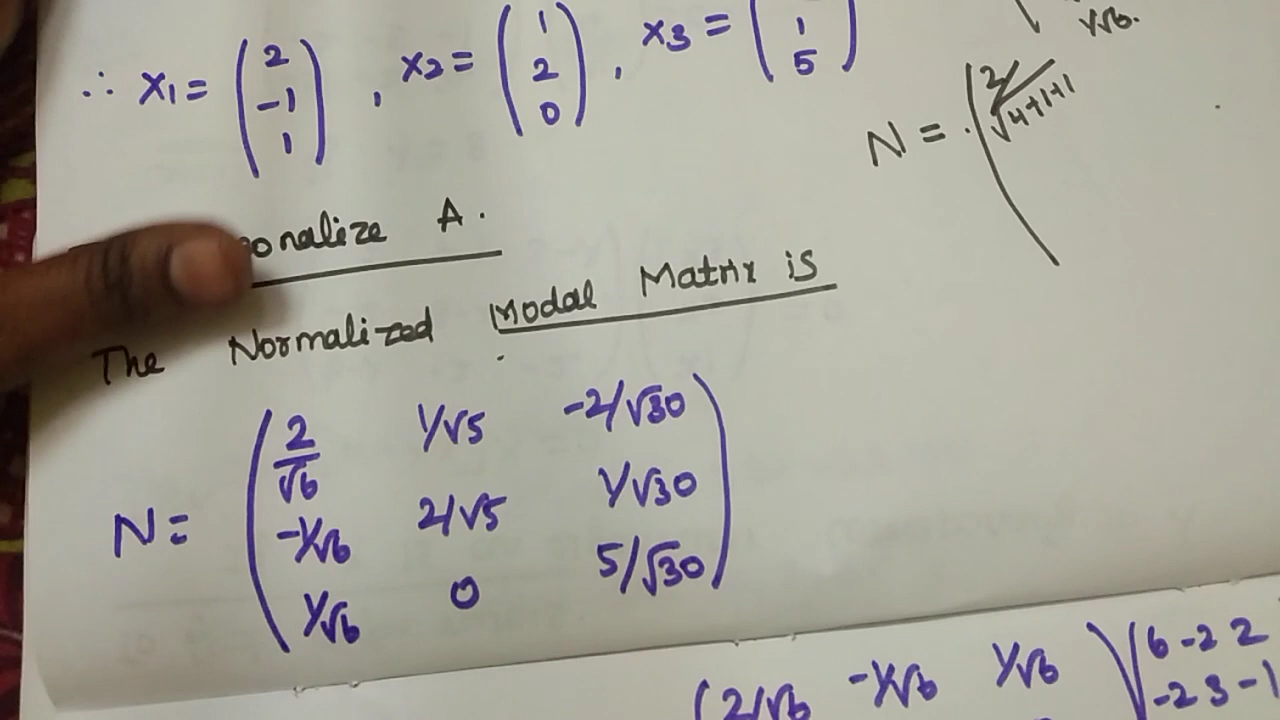 ∴ X1 = (2 -1 1), X2 = (1 2 0), X3 = ( 1 5)
1/√6.
N = (2/√4+1+1
onalize A.
The Normalized Modal Matrix is
N = (2/√6 1/√5 -2/√30
-1/√6 2/√5 1/√30
1/√6 0 5/√30)
(2/√6 -1/√6 1/√6 ) (6 -2 2
-2 3 -1